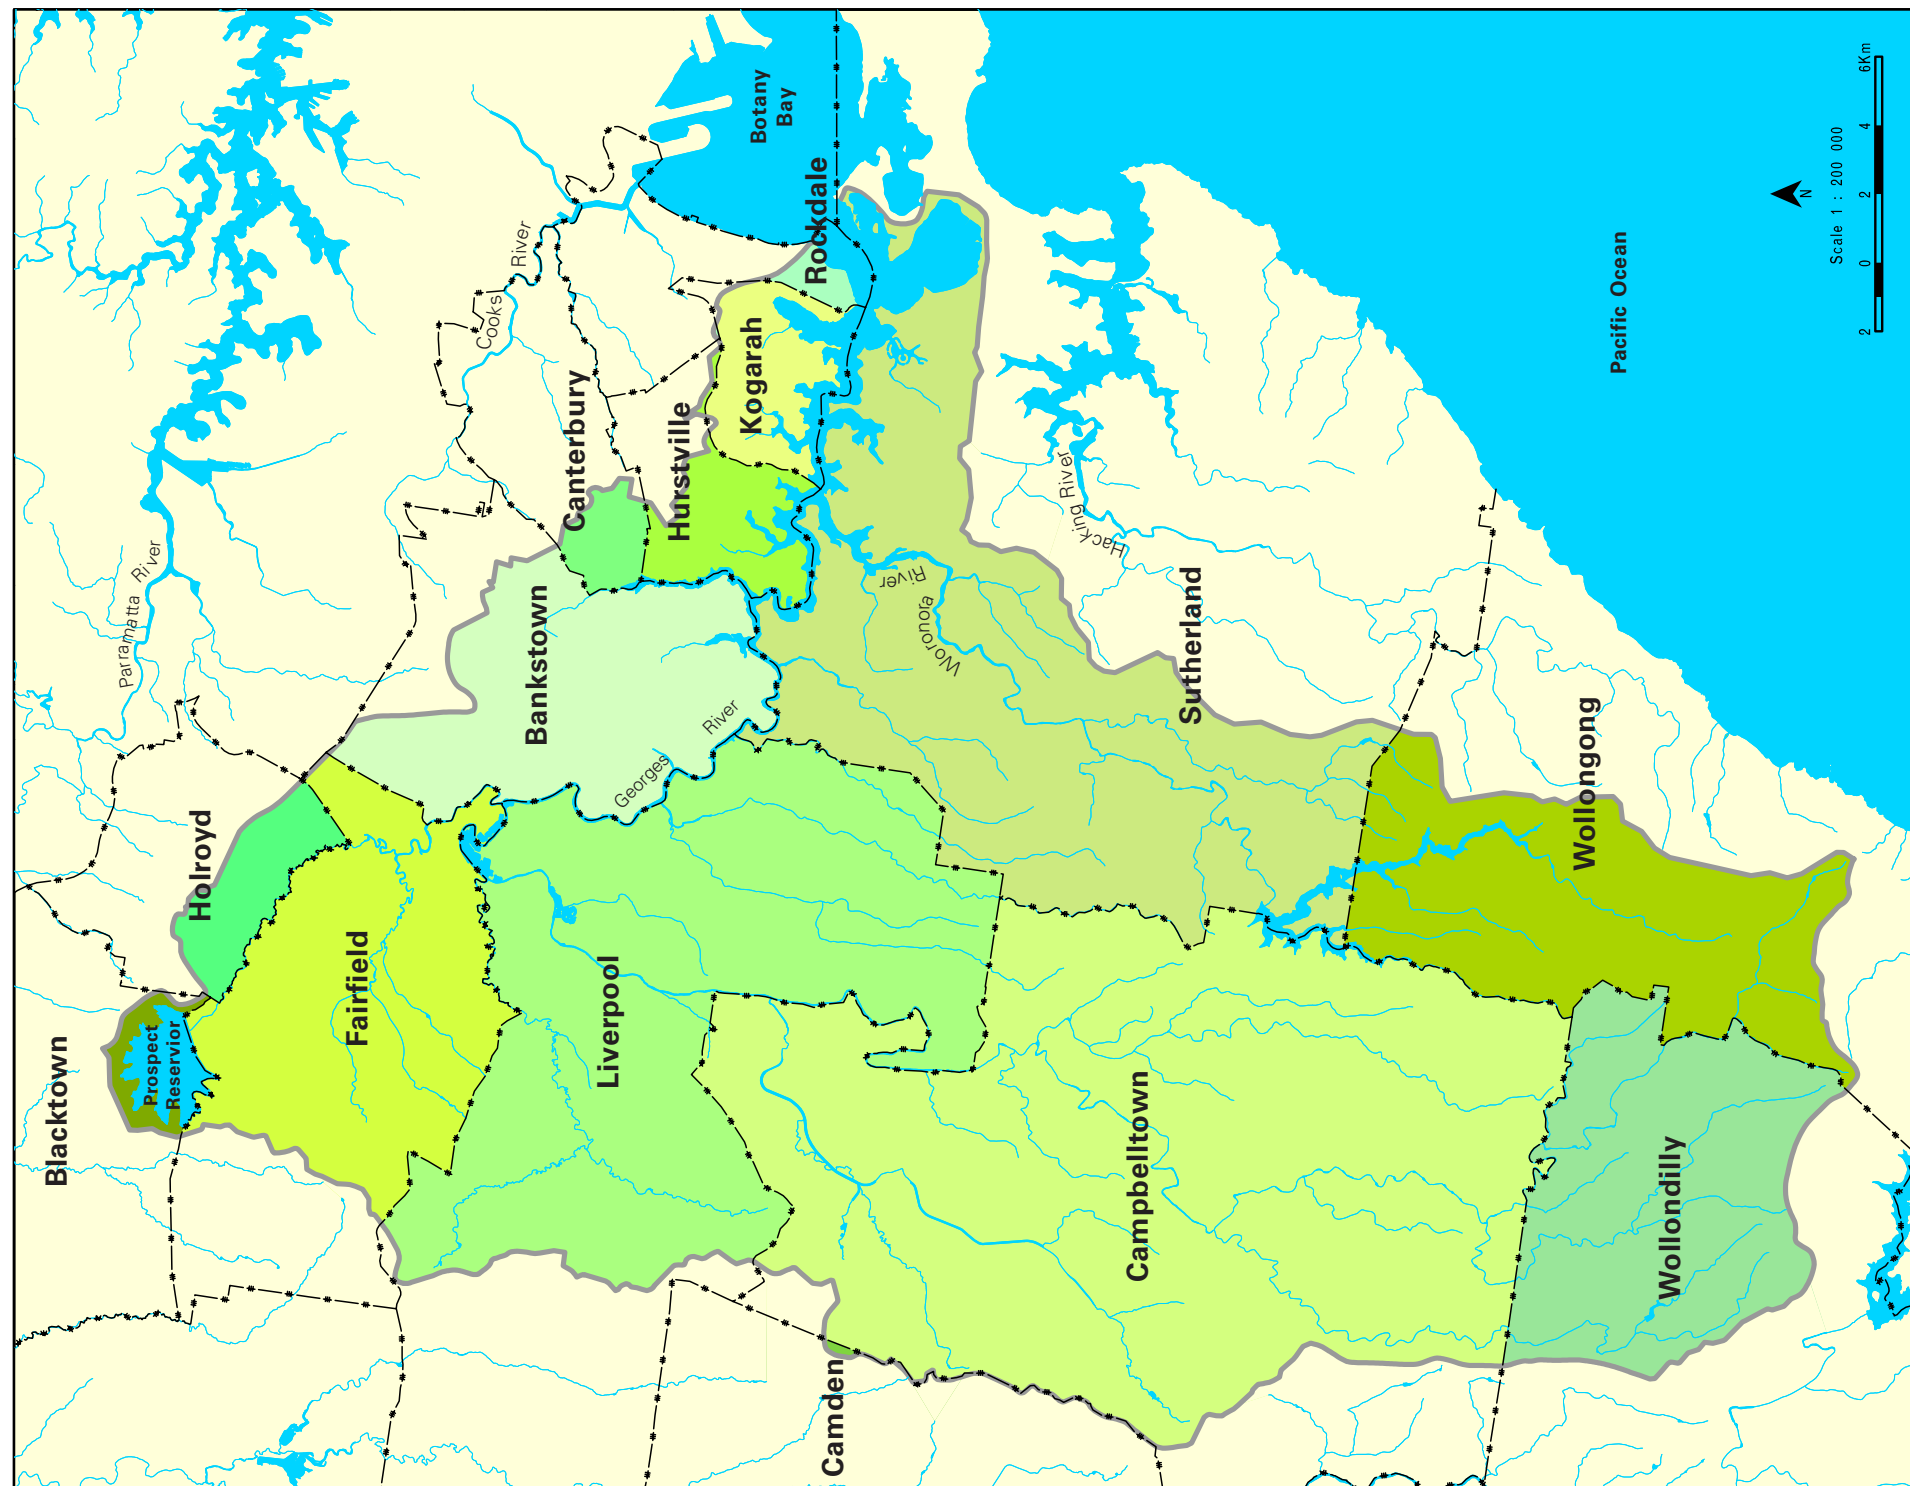 Parramatta River
Cooks River
Botany
Bay
Rockdale
Kogarah
Canterbury
Hurstville
Bankstown
Georges River
Woronora River
Hacking River
Sutherland
Holroyd
Fairfield
Liverpool
Blacktown
Prospect
Reservior
Campbelltown
Camden
Wollongong
Wollondilly
Pacific Ocean
N
Scale 1 : 200 000
2 0 2 4 6Km